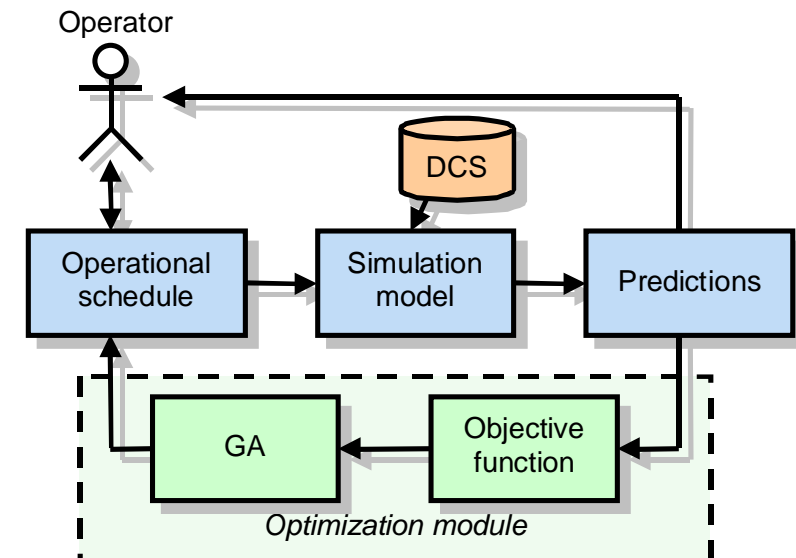 Operator
DCS
Operational
schedule
Simulation
model
Predictions
GA
Objective
function
Optimization module